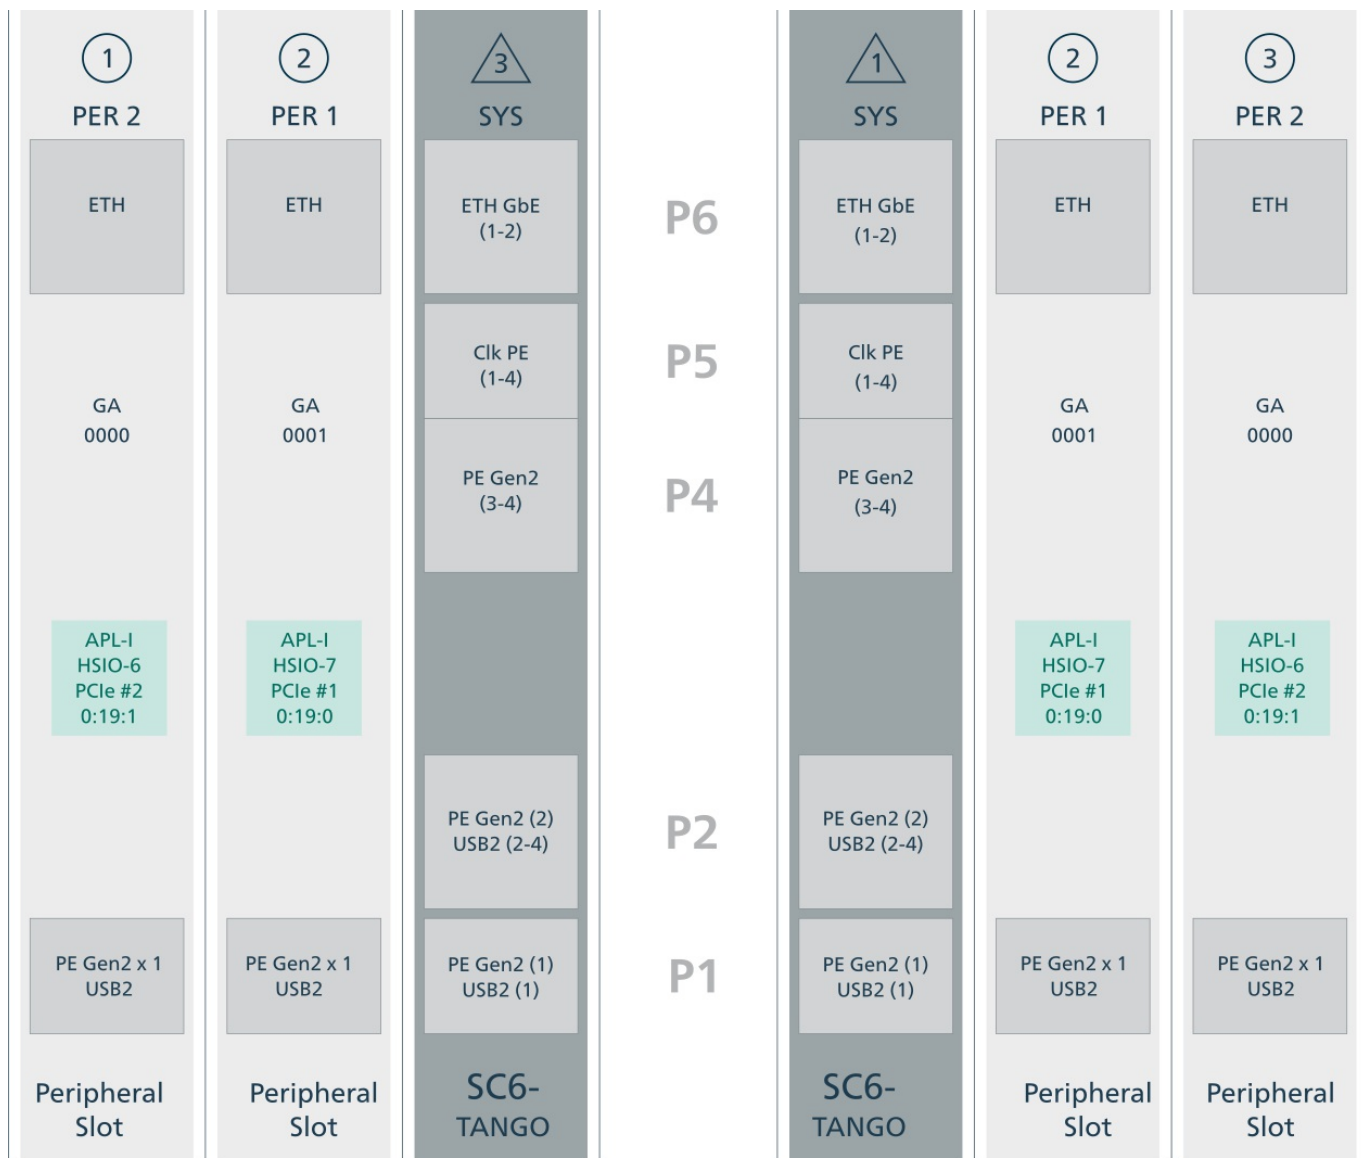 1
PER 2
ETH
GA
0000
APL-I
HSIO-6
PCIe #2
0:19:1
PE Gen2 x 1
USB2
Peripheral
Slot
2
PER 1
ETH
GA
0001
APL-I
HSIO-7
PCIe #1
0:19:0
PE Gen2 x 1
USB2
Peripheral
Slot
3
SYS
ETH GbE
(1-2)
Clk PE
(1-4)
PE Gen2
(3-4)
PE Gen2 (2)
USB2 (2-4)
PE Gen2 (1)
USB2 (1)
SC6-
TANGO
P6
P5
P4
P2
P1
1
SYS
ETH GbE
(1-2)
Clk PE
(1-4)
PE Gen2
(3-4)
PE Gen2 (2)
USB2 (2-4)
PE Gen2 (1)
USB2 (1)
SC6-
TANGO
2
PER 1
ETH
GA
0001
APL-I
HSIO-7
PCIe #1
0:19:0
PE Gen2 x 1
USB2
Peripheral
Slot
3
PER 2
ETH
GA
0000
APL-I
HSIO-6
PCIe #2
0:19:1
PE Gen2 x 1
USB2
Peripheral
Slot